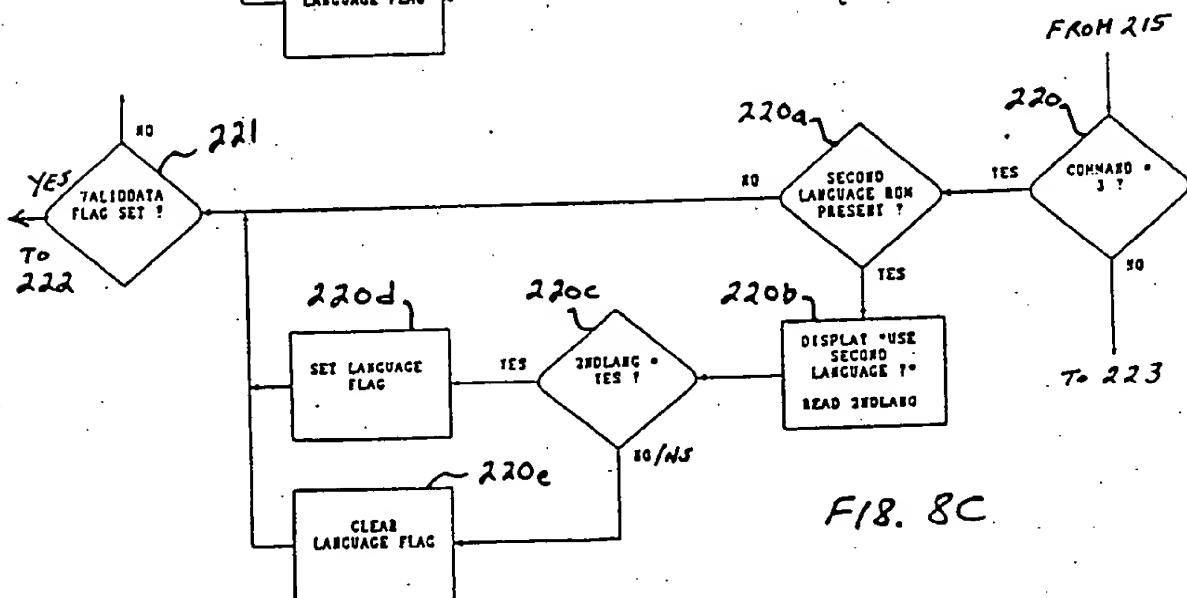 LANGUAGE FLAG
FROM 215
220
COMMAND =
3 ?
YES
NO
To 223
220a
SECOND
LANGUAGE ROM
PRESENT ?
NO
YES
221
NO
YES
VALIDDATA
FLAG SET ?
To
222
220b
DISPLAY "USE
SECOND
LANGUAGE ?"
READ 2NDLANG
220c
2NDLANG =
YES ?
YES
NO/NS
220d
SET LANGUAGE
FLAG
220e
CLEAR
LANGUAGE FLAG
FIG. 8C